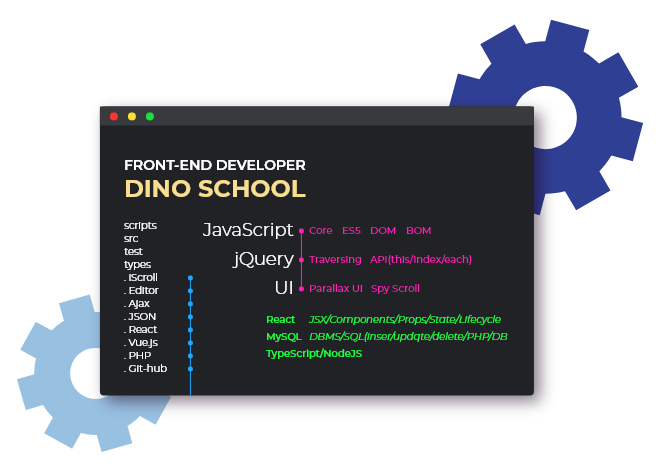 FRONT-END DEVELOPER
DINO SCHOOL
scripts
src
test
types
. iScroll
. Editor
. Ajax
. JSON
. React
. Vue.js
. PHP
. Git-hub
JavaScript Core ES5 DOM BOM
jQuery Traversing API(this/index/each)
UI Parallax UI Spy Scroll
React JSX/Components/Props/State/Lifecycle
MySQL DBMS/SQL(inser/updqte/delete/PHP/DB
TypeScript/NodeJS